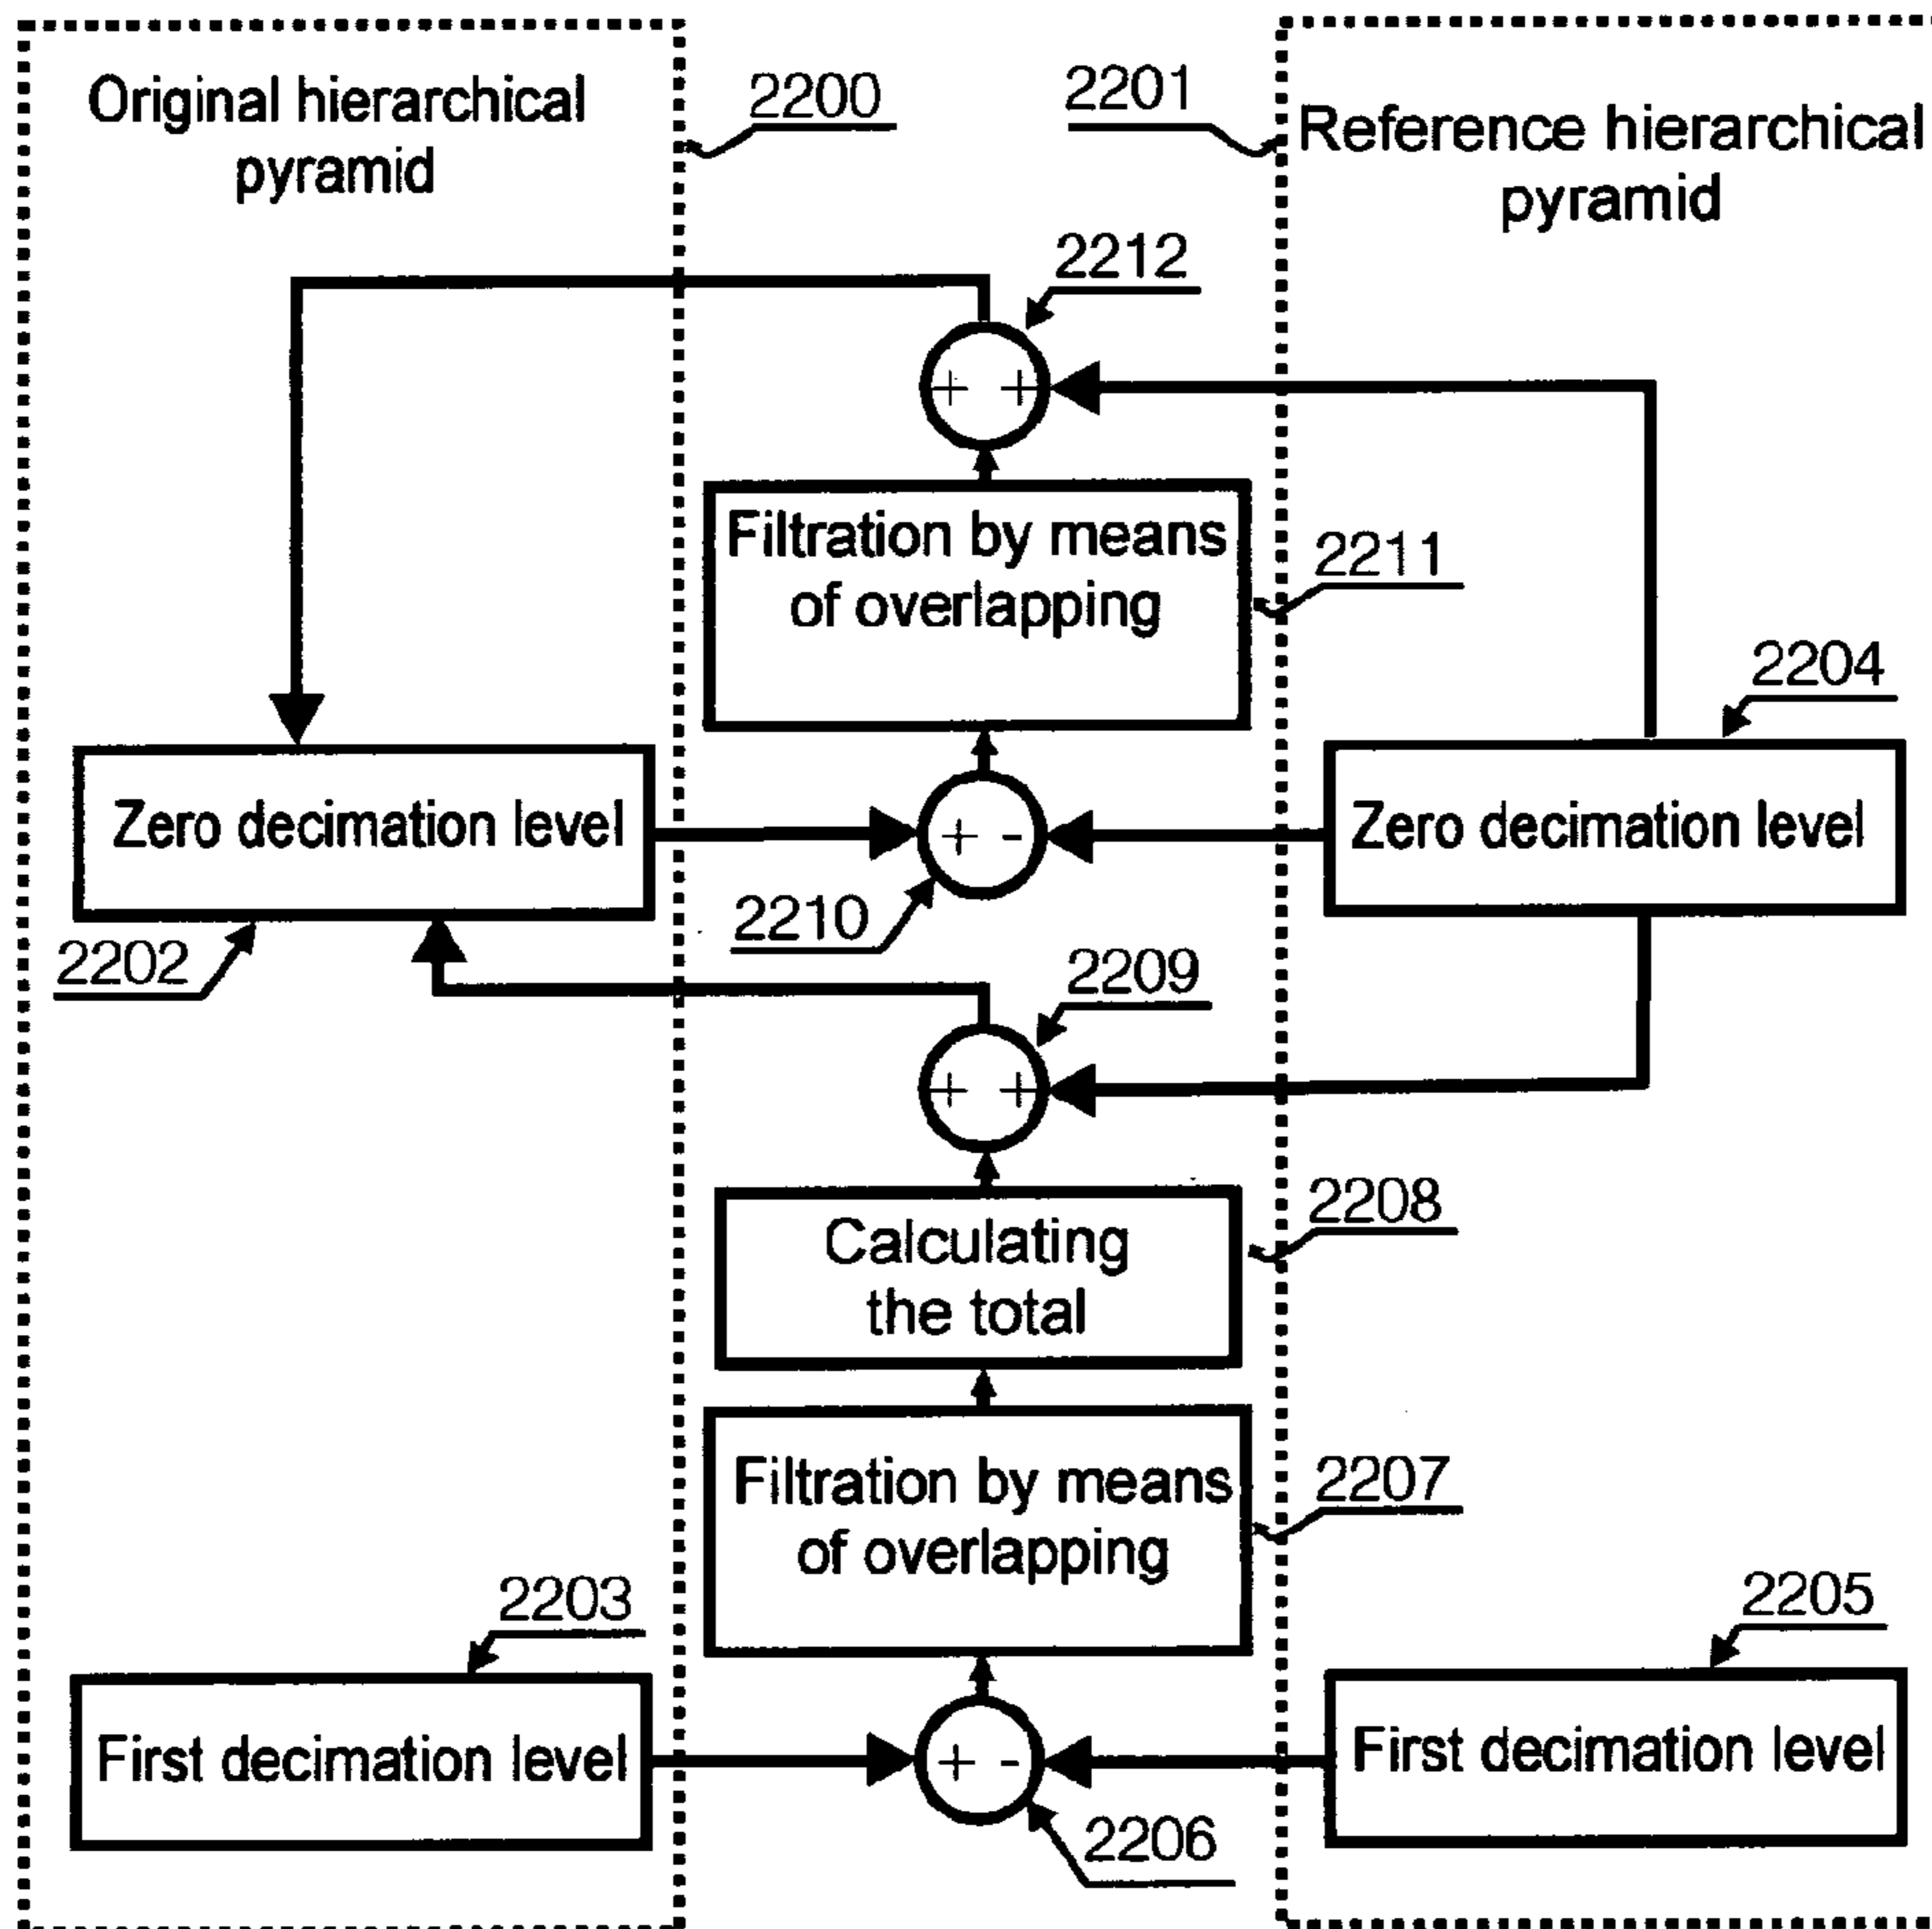 Original hierarchical
pyramid
2200
2201
Reference hierarchical
pyramid
2212
+ +
Filtration by means
of overlapping
2211
2204
Zero decimation level
+ -
Zero decimation level
2202
2210
2209
+ +
2208
Calculating
the total
Filtration by means
of overlapping
2207
2203
2205
First decimation level
+ -
First decimation level
2206